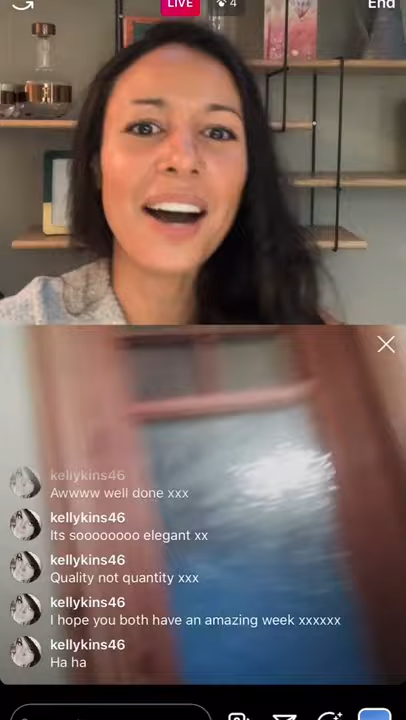 LIVE
4
End
kellykins46
Awwww well done xxx
kellykins46
Its soooooooo elegant xx
kellykins46
Quality not quantity xxx
kellykins46
I hope you both have an amazing week xxxxxx
kellykins46
Ha ha